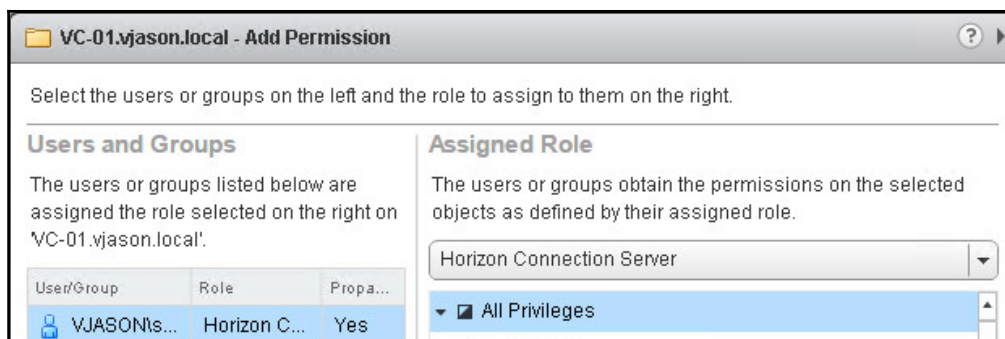 VC-01.vjason.local - Add Permission
?
Select the users or groups on the left and the role to assign to them on the right.
Users and Groups
The users or groups listed below are
assigned the role selected on the right on
'VC-01.vjason.local'.
User/Group Role Propa...
VJASON\s... Horizon C... Yes
Assigned Role
The users or groups obtain the permissions on the selected
objects as defined by their assigned role.
Horizon Connection Server
All Privileges